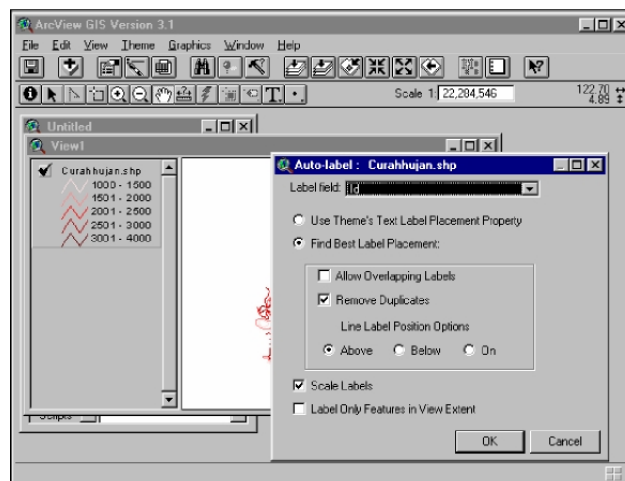 ArcView GIS Version 3.1
File Edit View Theme Graphics Window Help
Scale 1: 22,284,546
122.70
4.89
Untitled
View1
Curahhujan.shp
1000 - 1500
1501 - 2000
2001 - 2500
2501 - 3000
3001 - 4000
Scripts
Auto-label : Curahhujan.shp
Label field: Id
Use Theme's Text Label Placement Property
Find Best Label Placement:
Allow Overlapping Labels
Remove Duplicates
Line Label Position Options
Above Below On
Scale Labels
Label Only Features in View Extent
OK Cancel